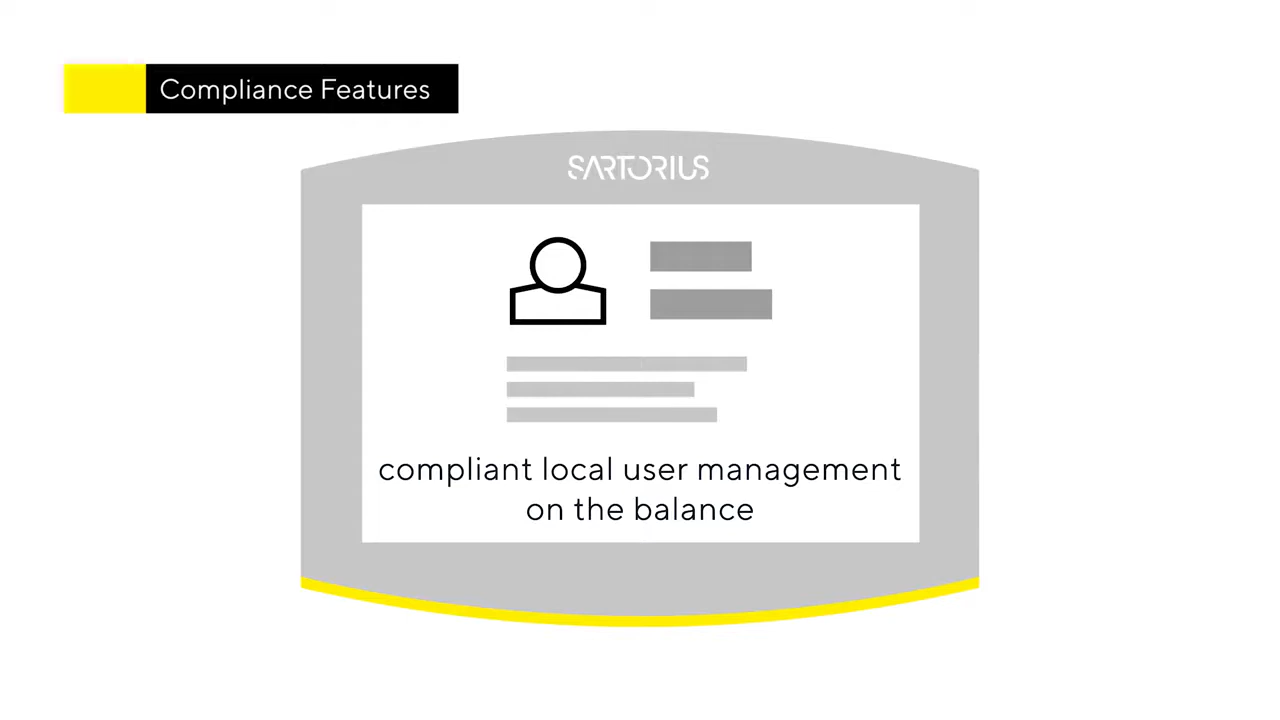 Compliance Features
SARTORIUS
compliant local user management
on the balance